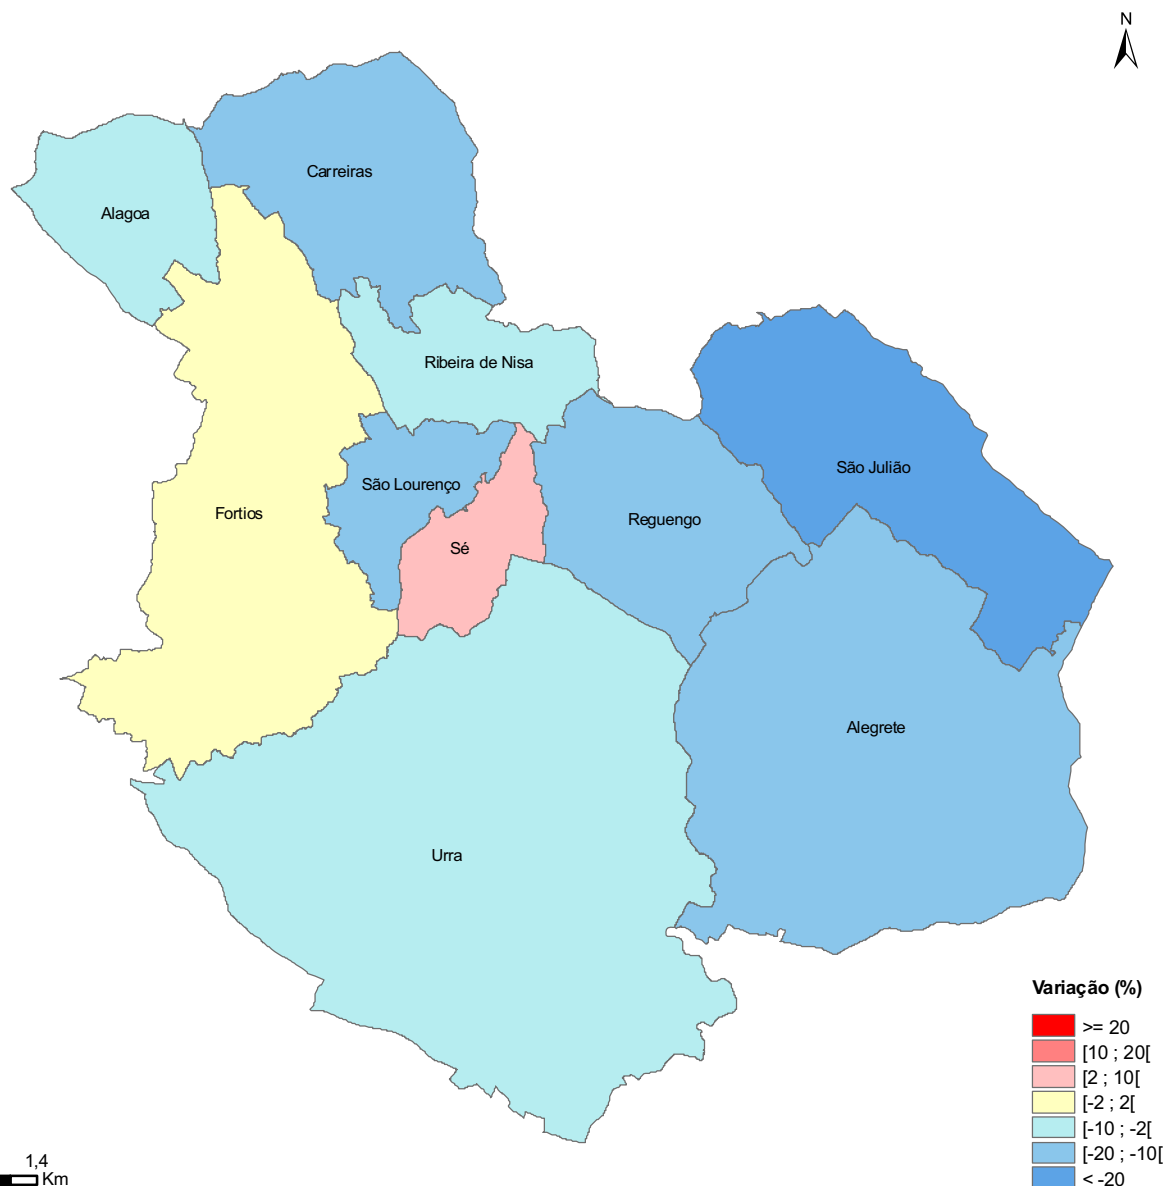 N
Carreiras
Alagoa
Ribeira de Nisa
São Julião
São Lourenço
Fortios
Reguengo
Sé
Alegrete
Urra
Variação (%)
>= 20
[10 ; 20[
[2 ; 10[
[-2 ; 2[
[-10 ; -2[
[-20 ; -10[
< -20
1,4
Km